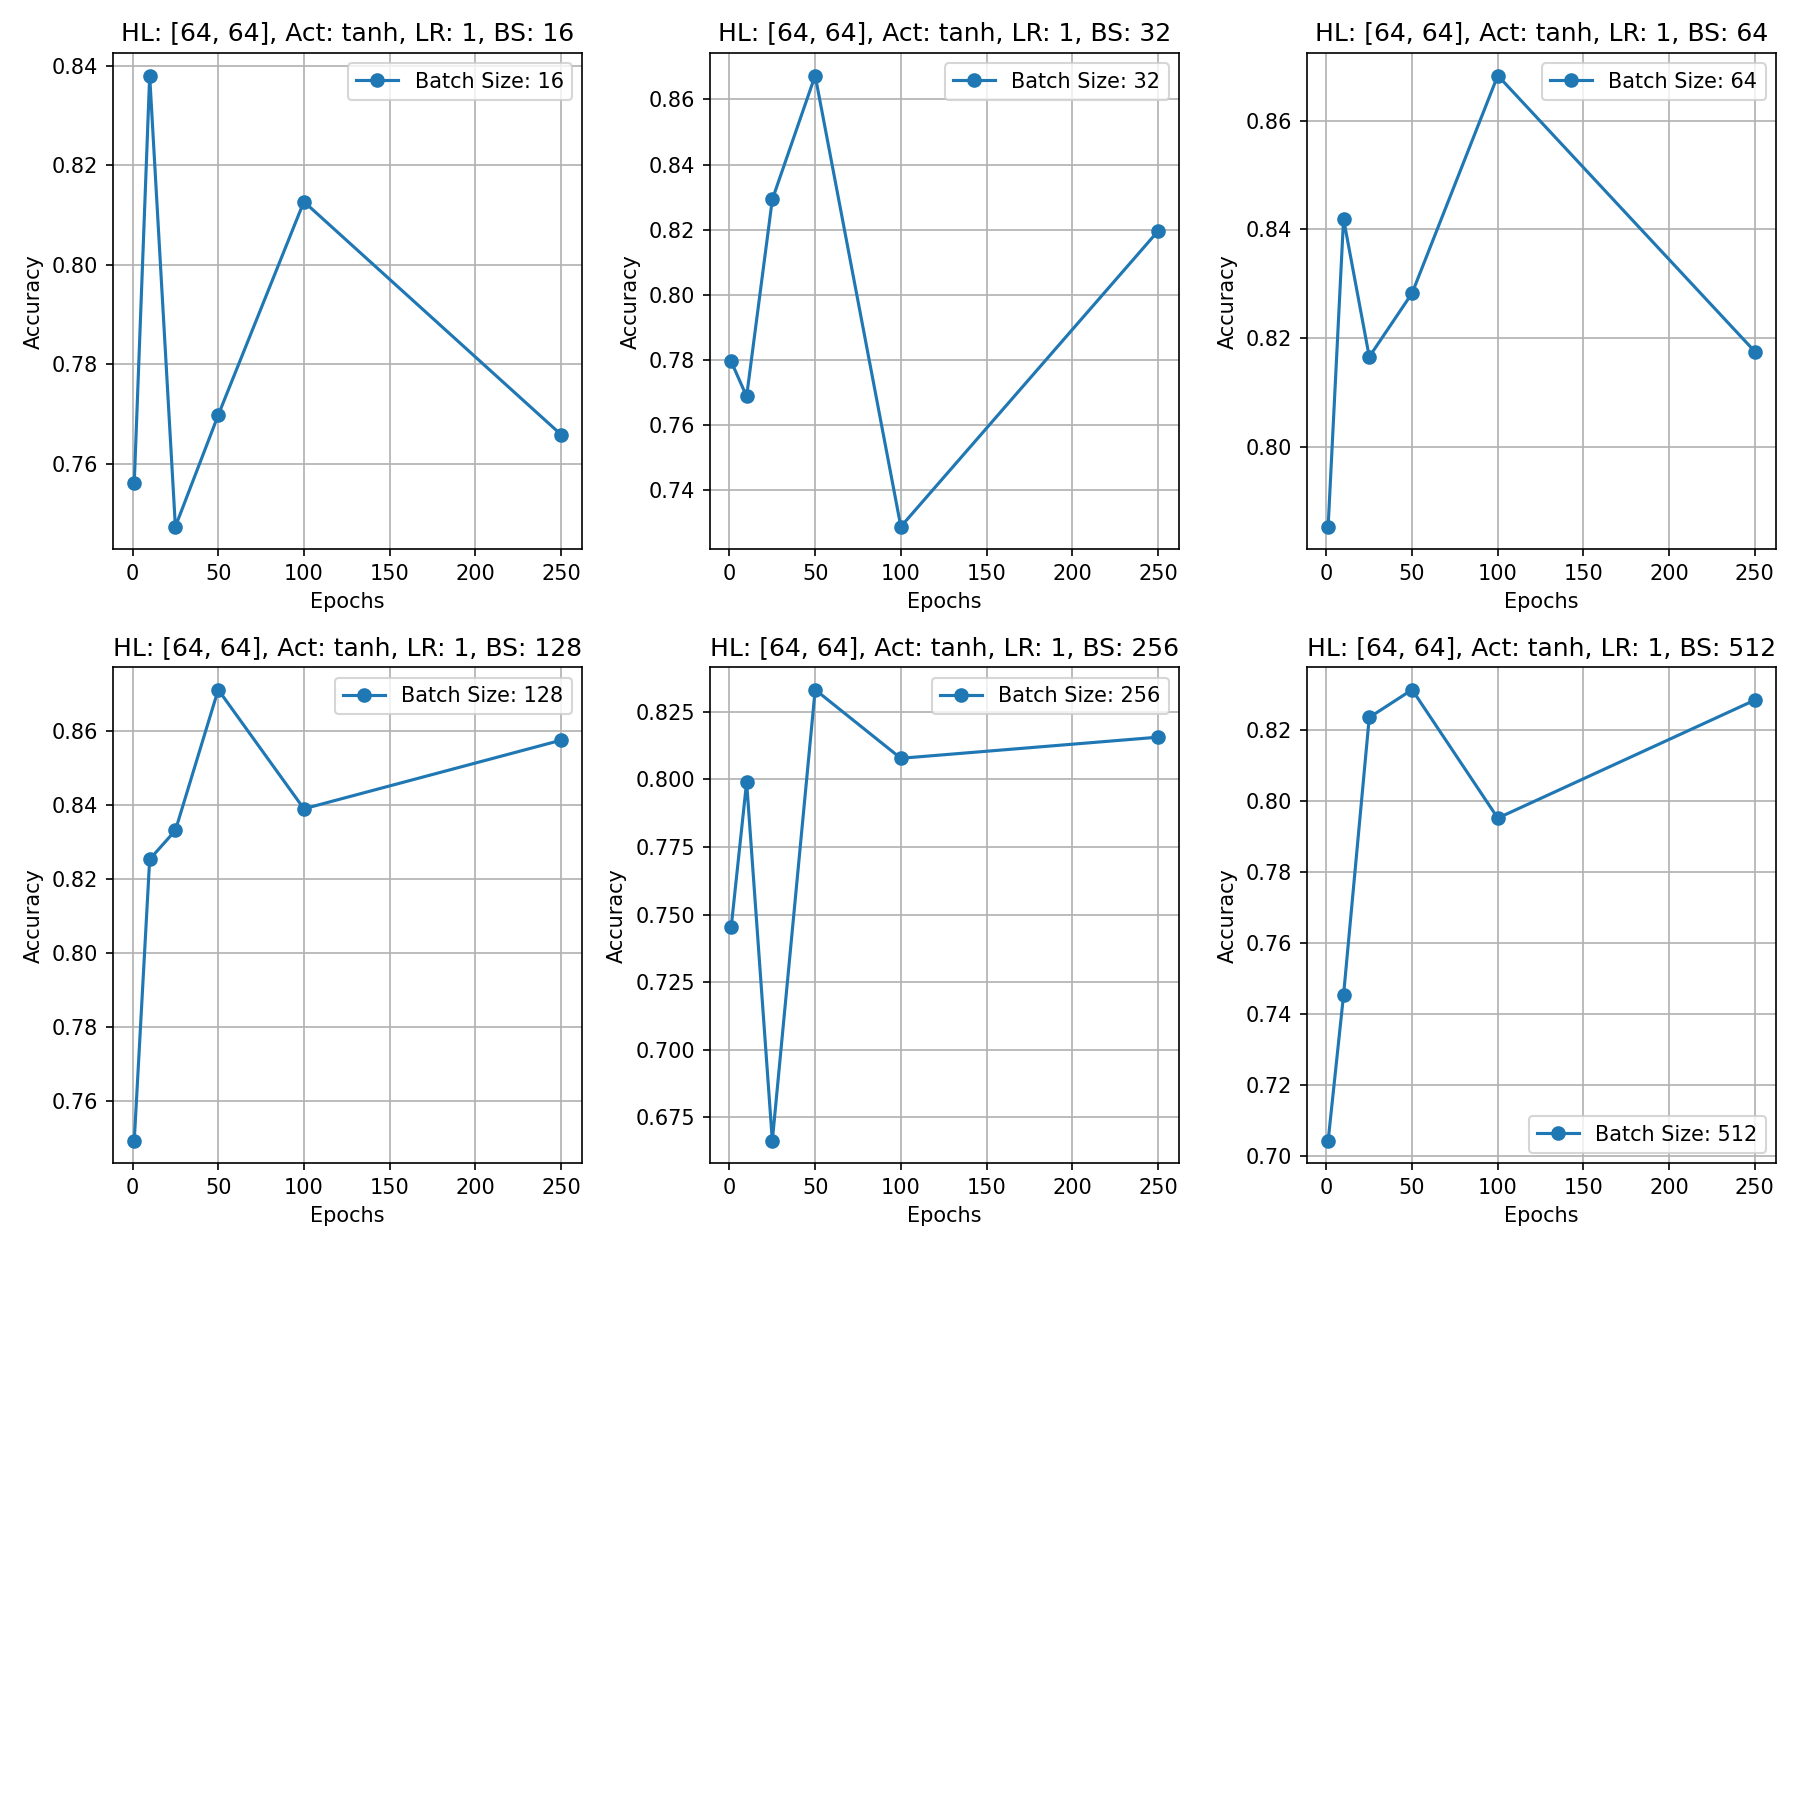 HL: [64, 64], Act: tanh, LR: 1, BS: 16
Batch Size: 16
0.84
0.82
0.80
0.78
0.76
Accuracy
0 50 100 150 200 250
Epochs
HL: [64, 64], Act: tanh, LR: 1, BS: 32
Batch Size: 32
0.86
0.84
0.82
0.80
0.78
0.76
0.74
Accuracy
0 50 100 150 200 250
Epochs
HL: [64, 64], Act: tanh, LR: 1, BS: 64
Batch Size: 64
0.86
0.84
0.82
0.80
Accuracy
0 50 100 150 200 250
Epochs
HL: [64, 64], Act: tanh, LR: 1, BS: 128
Batch Size: 128
0.86
0.84
0.82
0.80
0.78
0.76
Accuracy
0 50 100 150 200 250
Epochs
HL: [64, 64], Act: tanh, LR: 1, BS: 256
Batch Size: 256
0.825
0.800
0.775
0.750
0.725
0.700
0.675
Accuracy
0 50 100 150 200 250
Epochs
HL: [64, 64], Act: tanh, LR: 1, BS: 512
0.82
0.80
0.78
0.76
0.74
0.72
0.70
Accuracy
Batch Size: 512
0 50 100 150 200 250
Epochs